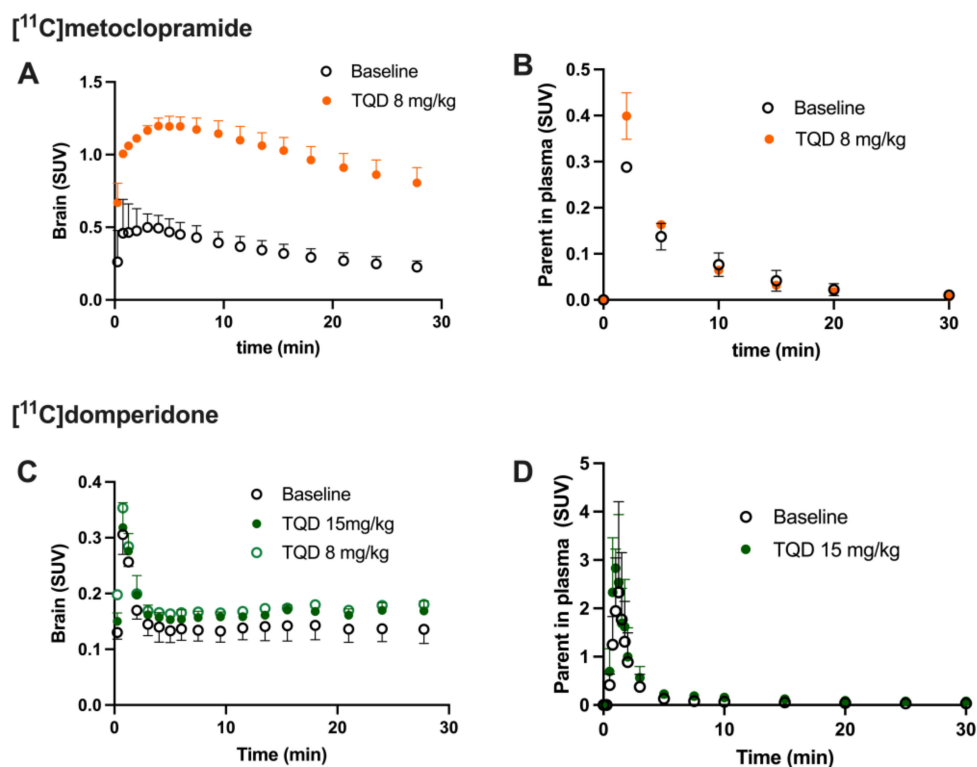 [¹¹C]metoclopramide
A
Baseline
TQD 8 mg/kg
Brain (SUV)
1.5
1.0
0.5
0.0
0
10
20
30
time (min)
B
Baseline
TQD 8 mg/kg
Parent in plasma (SUV)
0.5
0.4
0.3
0.2
0.1
0.0
0
10
20
30
time (min)
[¹¹C]domperidone
C
Baseline
TQD 15mg/kg
TQD 8 mg/kg
Brain (SUV)
0.4
0.3
0.2
0.1
0.0
0
10
20
30
Time (min)
D
Baseline
TQD 15 mg/kg
Parent in plasma (SUV)
5
4
3
2
1
0
0
10
20
30
Time (min)